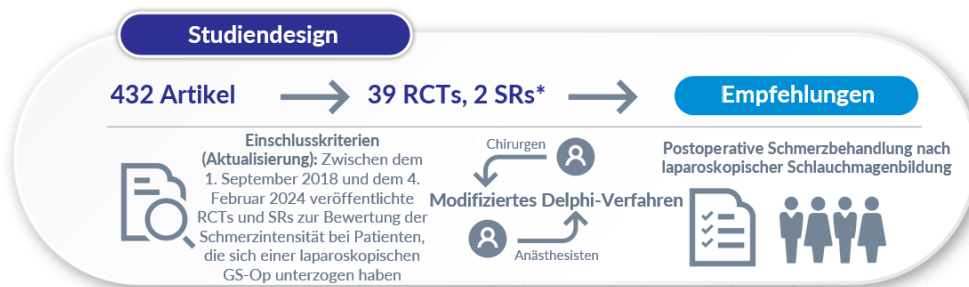 Studiendesign
432 Artikel
39 RCTs, 2 SRs*
Empfehlungen
Einschlusskriterien
(Aktualisierung): Zwischen dem
1. September 2018 und dem 4.
Februar 2024 veröffentlichte
RCTs und SRs zur Bewertung der
Schmerzintensität bei Patienten,
die sich einer laparoskopischen
GS-Op unterzogen haben
Chirurgen
Modifiziertes Delphi-Verfahren
Anästhesisten
Postoperative Schmerzbehandlung nach
laparoskopischer Schlauchmagenbildung